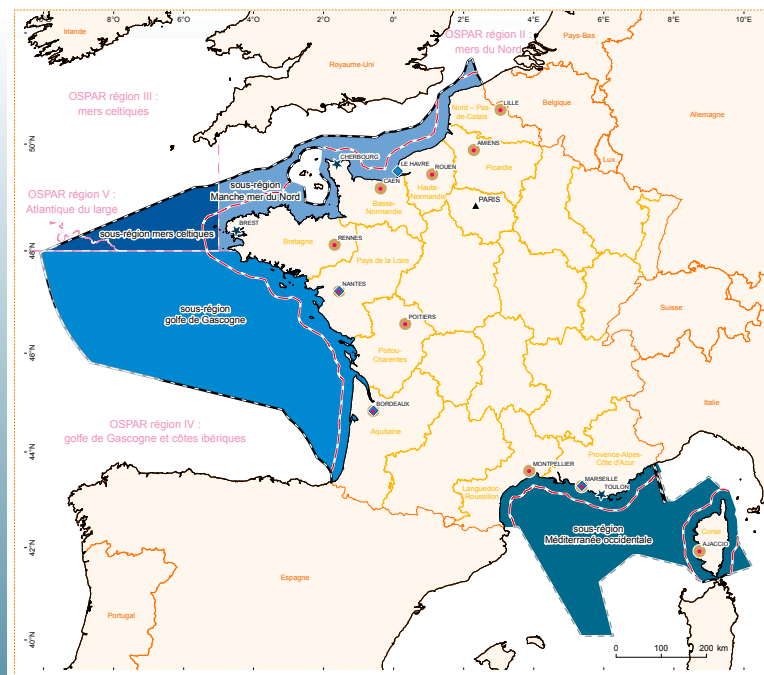 8°O
6°O
4°O
2°O
0°
2°E
4°E
6°E
8°E
10°E
Irlande
OSPAR région II :
mers du Nord
Pays-Bas
Royaume-Uni
OSPAR région III :
mers celtiques
LILLE
Nord – Pas-
de-Calais
Belgique
Allemagne
50°N
AMIENS
CHERBOURG
LE HAVRE
ROUEN
Picardie
Lux.
CAEN
Haute-
Normandie
sous-région
Manche mer du Nord
OSPAR région V :
Atlantique du large
Basse-
Normandie
PARIS
sous-région mers celtiques
BREST
Bretagne
RENNES
48°N
Pays de la Loire
NANTES
sous-région
golfe de Gascogne
Suisse
POITIERS
46°N
Poitou-
Charentes
BORDEAUX
Italie
OSPAR région IV :
golfe de Gascogne et côtes ibériques
Aquitaine
44°N
Provence-Alpes-
Côte d'Azur
MONTPELLIER
MARSEILLE
TOULON
Languedoc-
Roussillon
sous-région
Méditerranée occidentale
Corse
AJACCIO
42°N
Espagne
Portugal
40°N
0 100 200 km